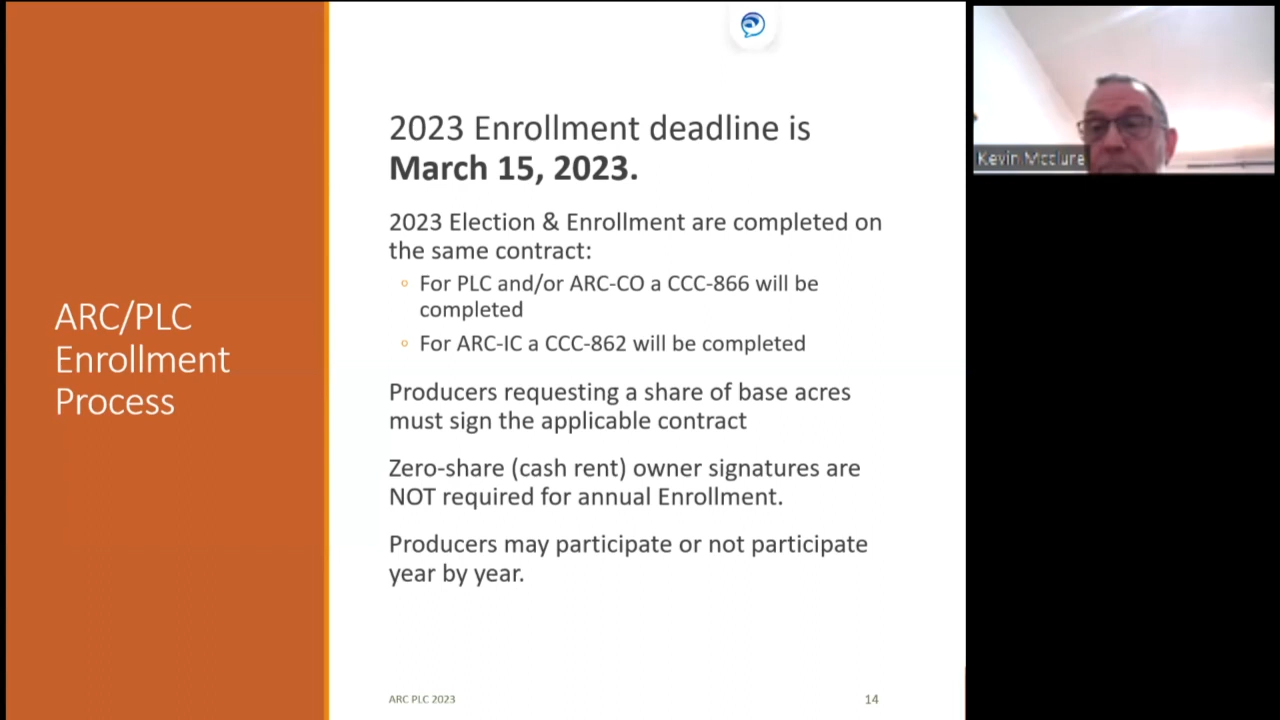 ARC/PLC
Enrollment
Process
2023 Enrollment deadline is
March 15, 2023.
2023 Election & Enrollment are completed on
the same contract:
For PLC and/or ARC-CO a CCC-866 will be
completed
For ARC-IC a CCC-862 will be completed
Producers requesting a share of base acres
must sign the applicable contract
Zero-share (cash rent) owner signatures are
NOT required for annual Enrollment.
Producers may participate or not participate
year by year.
ARC PLC 2023
14
Kevin Mcclure